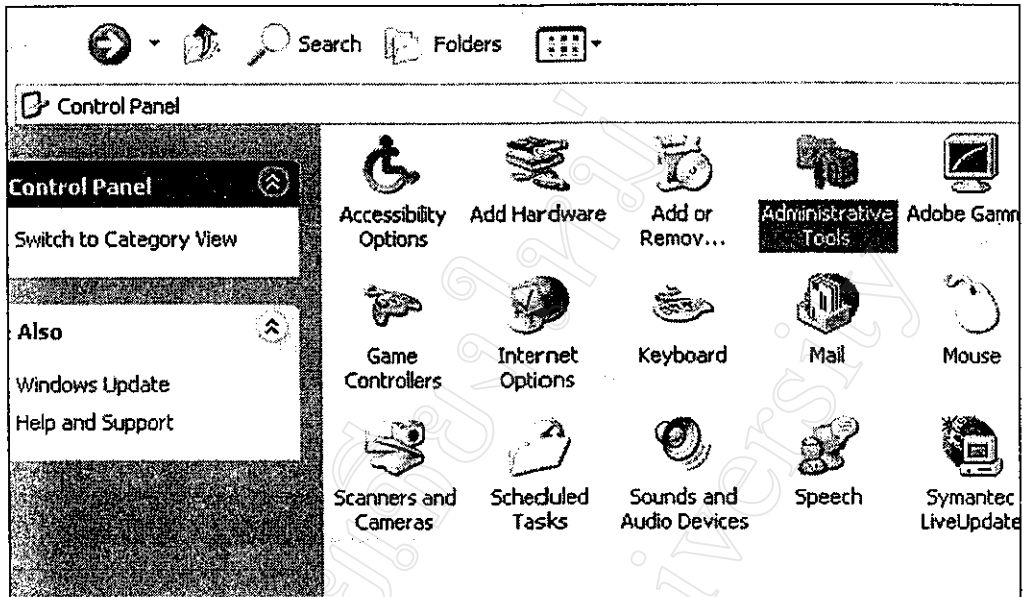 Search Folders
Control Panel
Control Panel
Switch to Category View
Also
Windows Update
Help and Support
Accessibility
Options
Add Hardware
Add or
Remov...
Administrative
Tools
Adobe Gamm
Game
Controllers
Internet
Options
Keyboard
Mail
Mouse
Scanners and
Cameras
Scheduled
Tasks
Sounds and
Audio Devices
Speech
Symantec
LiveUpdate